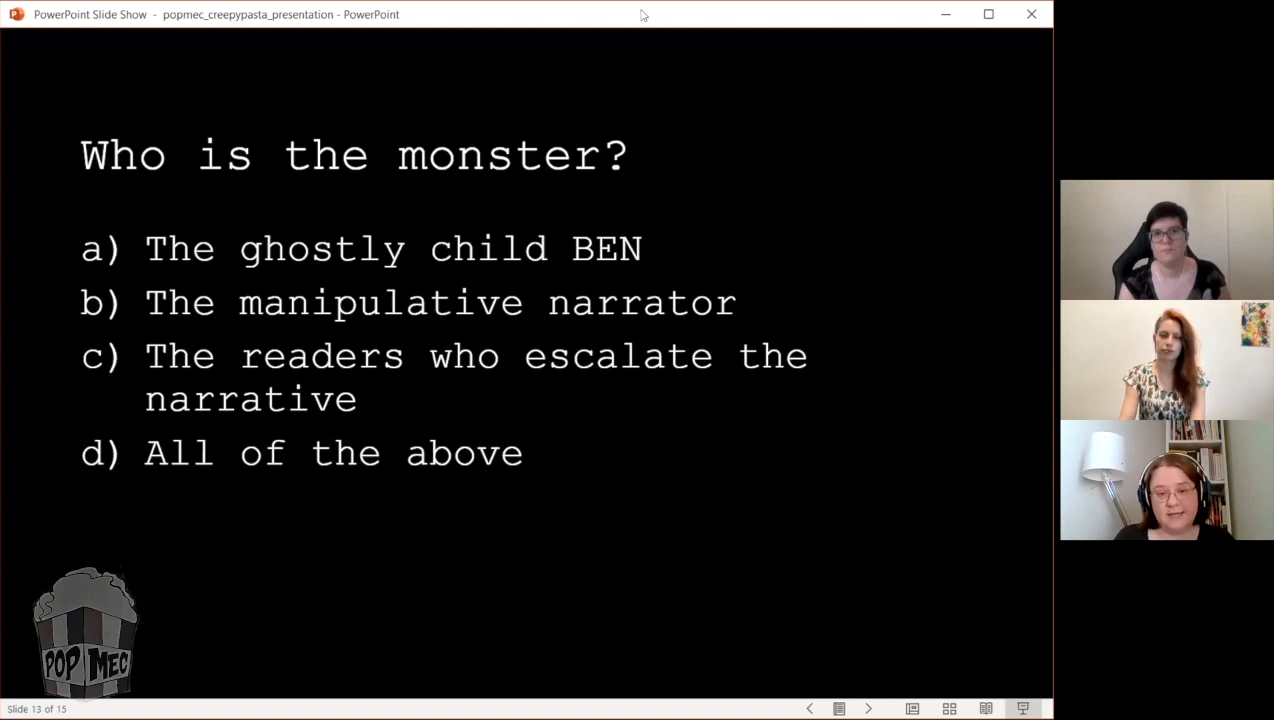 PowerPoint Slide Show - popmec_creepypasta_presentation - PowerPoint
Who is the monster?
a) The ghostly child BEN
b) The manipulative narrator
c) The readers who escalate the
narrative
d) All of the above
POP MEC
Slide 13 of 15